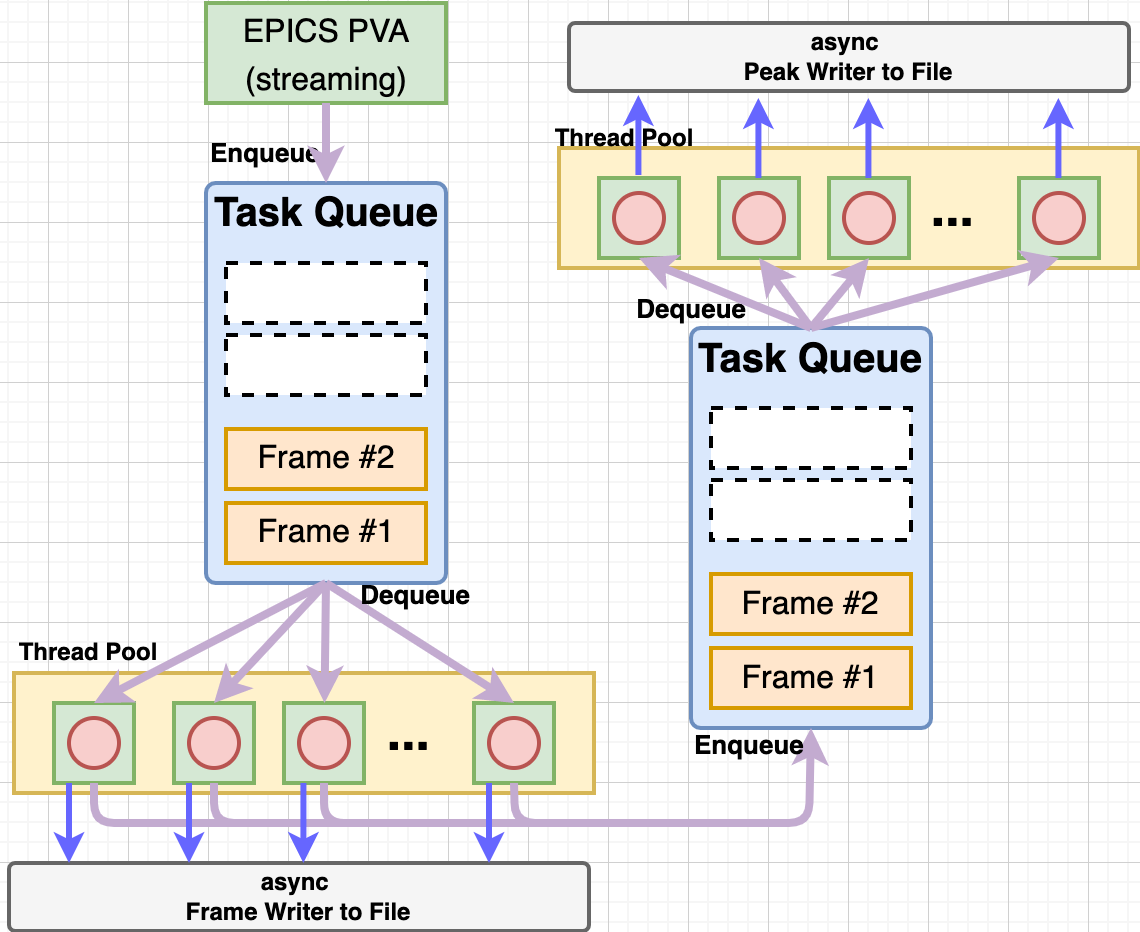 EPICS PVA
(streaming)
Enqueue
Task Queue
Frame #2
Frame #1
Dequeue
Thread Pool
...
async
Frame Writer to File
async
Peak Writer to File
Thread Pool
...
Dequeue
Task Queue
Frame #2
Frame #1
Enqueue